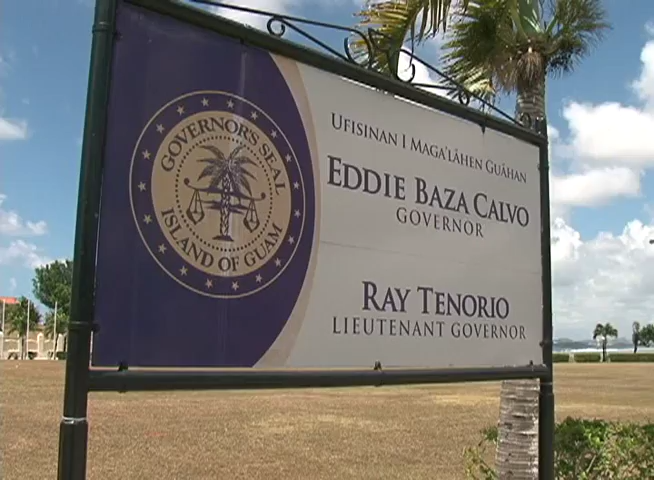 GOVERNOR'S SEAL
ISLAND OF GUAM
UFISINAN I MAGA'LÅHEN GUÅHAN
EDDIE BAZA CALVO
GOVERNOR
RAY TENORIO
LIEUTENANT GOVERNOR